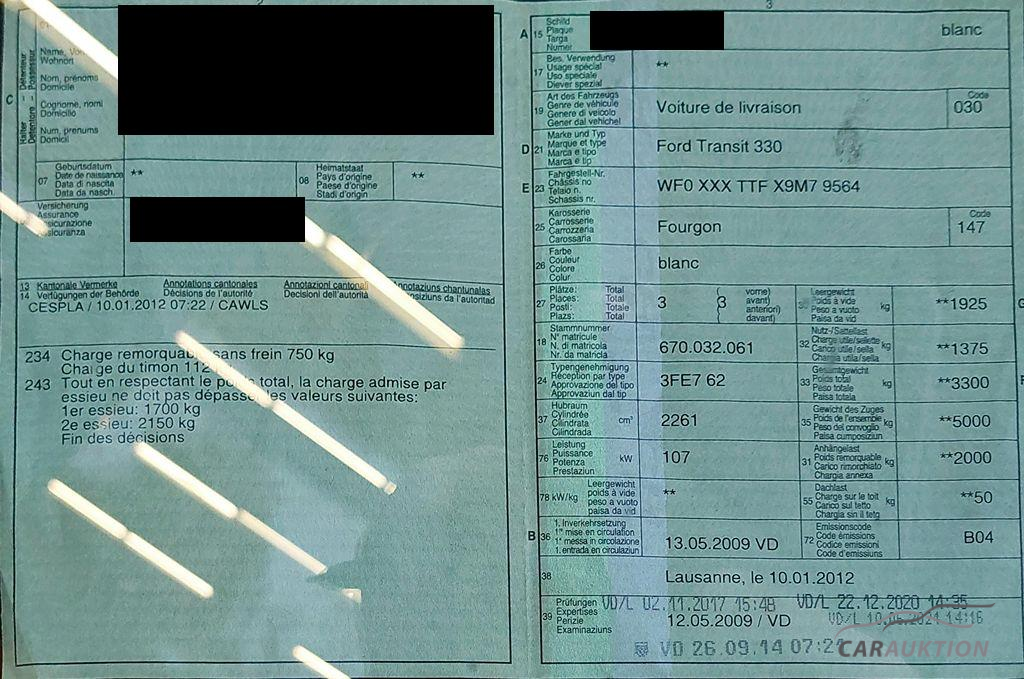 3
C
Détenteur
Possessur
Halter
Detentore
Name, Vor
Wohnort
Nom, prénoms
Domicile
Cognome, nomi
Domicilio
Num, prenums
Domicil
07
Geburtsdatum
Date de naissance
Data di nascita
Data da nasch.
**
08
Heimatstaat
Pays d'origine
Paese d'origine
Stadi d'origin
**
Versicherung
Assurance
ssicurazione
sicuranza
13 Kantonale Vermerke
14 Verfügungen der Behörde
Annotations cantonales
Décisions de l'autorité
Annotazioni cantonali
Decisioni dell'autorità
Annotaziuns chantunalas
posiziuns da l'autoritad
CESPLA / 10.01.2012 07:22 / CAWLS
234 Charge remorquable sans frein 750 kg
Charge du timon 112
243 Tout en respectant le poids total, la charge admise par
essieu ne doit pas dépasser les valeurs suivantes:
1er essieu: 1700 kg
2e essieu: 2150 kg
Fin des décisions
A
15
Schild
Plaque
Targa
Numer
blanc
17
Bes. Verwendung
Usage spécial
Uso speciale
Diever spezial
**
19
Art des Fahrzeugs
Genre de véhicule
Genere di veicolo
Gener dal vehichel
Voiture de livraison
Code
030
D
21
Marke und Typ
Marque et type
Marca e tipo
Marca e tip
Ford Transit 330
E
23
Fahrgestell-Nr.
Châssis no
Telaio n.
Schassis nr.
WF0 XXX TTF X9M7 9564
25
Karosserie
Carrosserie
Carrozzeria
Carossaria
Fourgon
Code
147
26
Farbe
Couleur
Colore
Colur
blanc
27
Plätze: Total
Places: Total
Posti: Totale
Plazs: Total
3
(3
vorne)
avant)
anteriori)
davant)
Leergewicht
Poids à vide
Peso a vuoto
Paisa da vid
kg
**1925
G
18
Stammnummer
N° matricule
N. di matricola
Nr. da matricla
670.032.061
32
Nutz-/Sattellast
Charge utile/sellette
Carico utile/sella
Chargia utila/sella
kg
**1375
24
Typengenehmigung
Réception par type
Approvazione del tipo
Approvaziun dal tip
3FE7 62
33
Gesamtgewicht
Poids total
Peso totale
Paisa totala
kg
**3300
F
37
Hubraum
Cylindrée
Cilindrata
Cilindrada
cm³
2261
35
Gewicht des Zuges
Poids de l'ensemble
Peso del convoglio
Paisa cumposiziun
kg
**5000
76
Leistung
Puissance
Potenza
Prestaziun
kW
107
31
Anhängelast
Poids remorquable
Carico rimorchiato
Chargia annexa
kg
**2000
78 kW/kg
Leergewicht
poids à vide
peso a vuoto
paisa da vid
**
55
Dachlast
Charge sur le toit
Carico sul tetto
Chargia sin il tetg
kg
**50
B
36
1. Inverkehrsetzung
1re mise en circulation
1a messa in circolazione
1. entrada en circulaziun
13.05.2009 VD
72
Emissionscode
Code émissions
Codice emissioni
Code d'emissiuns
B04
38
Lausanne, le 10.01.2012
39
Prüfungen
Expertises
Perizie
Examinaziuns
VD/L 02.11.2017 15:48
VD/L 22.12.2020 14:35
12.05.2009 / VD
VD 26.09.14 07:2
CARAUKTION